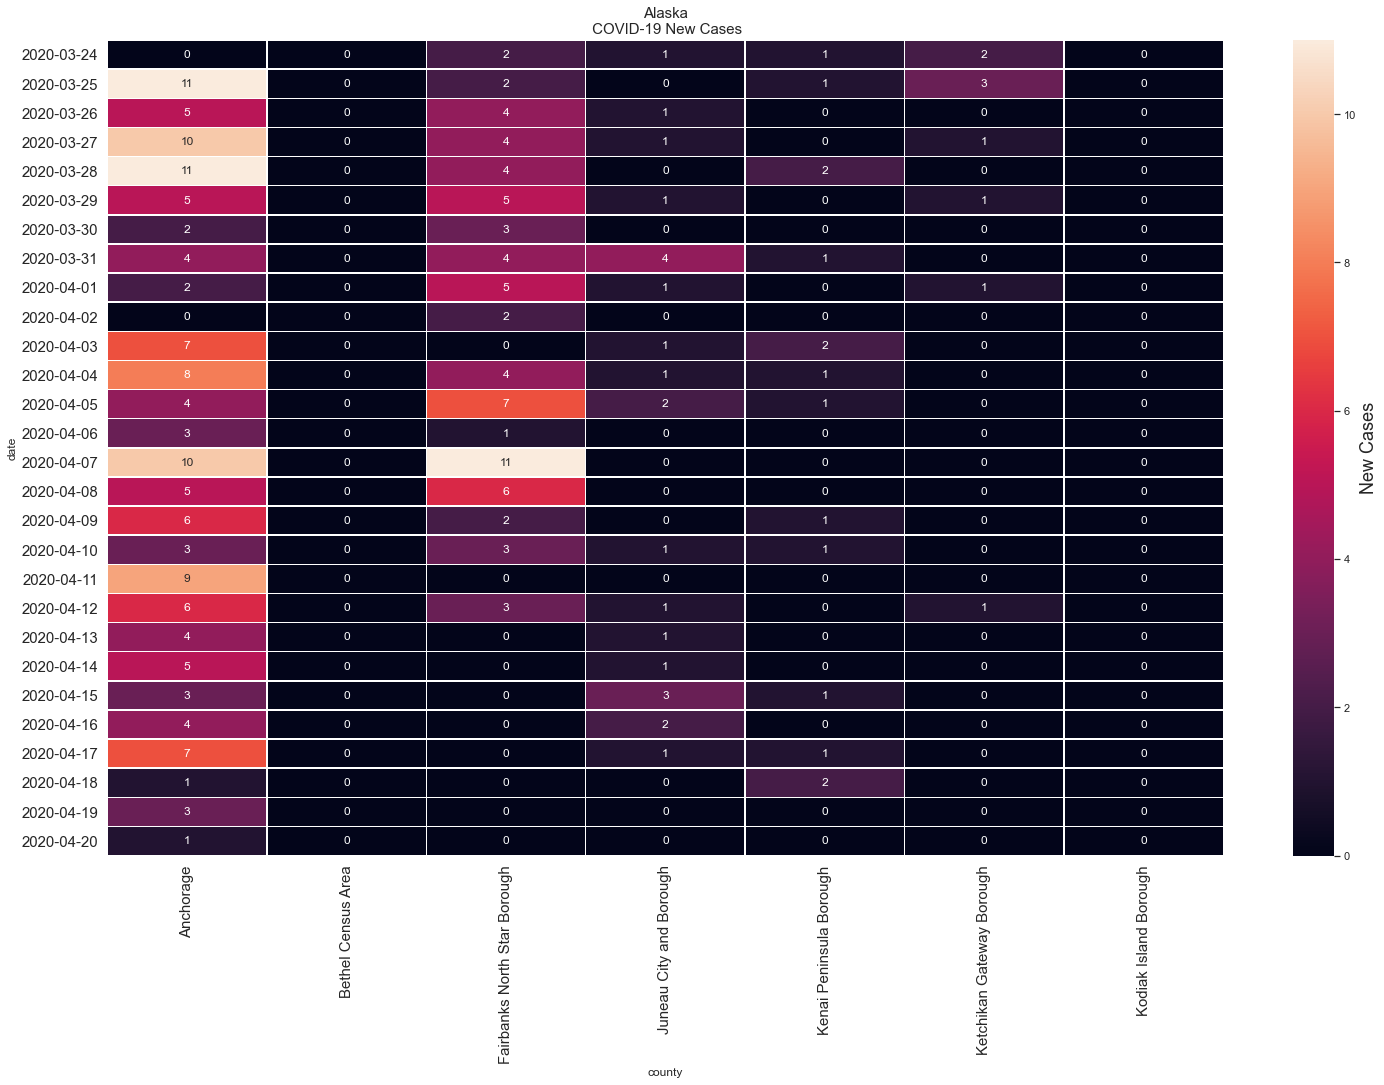 Alaska
COVID-19 New Cases
2020-03-24 0 0 2 1 1 2 0
2020-03-25 11 0 2 0 1 3 0
2020-03-26 5 0 4 1 0 0 0
2020-03-27 10 0 4 1 0 1 0
2020-03-28 11 0 4 0 2 0 0
2020-03-29 5 0 5 1 0 1 0
2020-03-30 2 0 3 0 0 0 0
2020-03-31 4 0 4 4 1 0 0
2020-04-01 2 0 5 1 0 1 0
2020-04-02 0 0 2 0 0 0 0
2020-04-03 7 0 0 1 2 0 0
2020-04-04 8 0 4 1 1 0 0
2020-04-05 4 0 7 2 1 0 0
2020-04-06 3 0 1 0 0 0 0
2020-04-07 10 0 11 0 0 0 0
2020-04-08 5 0 6 0 0 0 0
2020-04-09 6 0 2 0 1 0 0
2020-04-10 3 0 3 1 1 0 0
2020-04-11 9 0 0 0 0 0 0
2020-04-12 6 0 3 1 0 1 0
2020-04-13 4 0 0 1 0 0 0
2020-04-14 5 0 0 1 0 0 0
2020-04-15 3 0 0 3 1 0 0
2020-04-16 4 0 0 2 0 0 0
2020-04-17 7 0 0 1 1 0 0
2020-04-18 1 0 0 0 2 0 0
2020-04-19 3 0 0 0 0 0 0
2020-04-20 1 0 0 0 0 0 0
date
Anchorage
Bethel Census Area
Fairbanks North Star Borough
Juneau City and Borough
Kenai Peninsula Borough
Ketchikan Gateway Borough
Kodiak Island Borough
county
10
8
6
4
2
0
New Cases